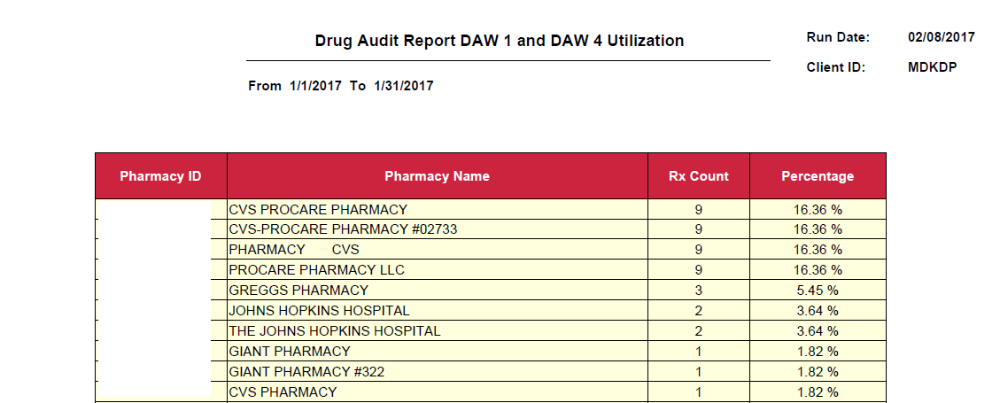 Drug Audit Report DAW 1 and DAW 4 Utilization
Run Date: 02/08/2017
Client ID: MDKDP
From 1/1/2017 To 1/31/2017
Pharmacy ID Pharmacy Name Rx Count Percentage
CVS PROCARE PHARMACY 9 16.36 %
CVS-PROCARE PHARMACY #02733 9 16.36 %
PHARMACY CVS 9 16.36 %
PROCARE PHARMACY LLC 9 16.36 %
GREGGS PHARMACY 3 5.45 %
JOHNS HOPKINS HOSPITAL 2 3.64 %
THE JOHNS HOPKINS HOSPITAL 2 3.64 %
GIANT PHARMACY 1 1.82 %
GIANT PHARMACY #322 1 1.82 %
CVS PHARMACY 1 1.82 %